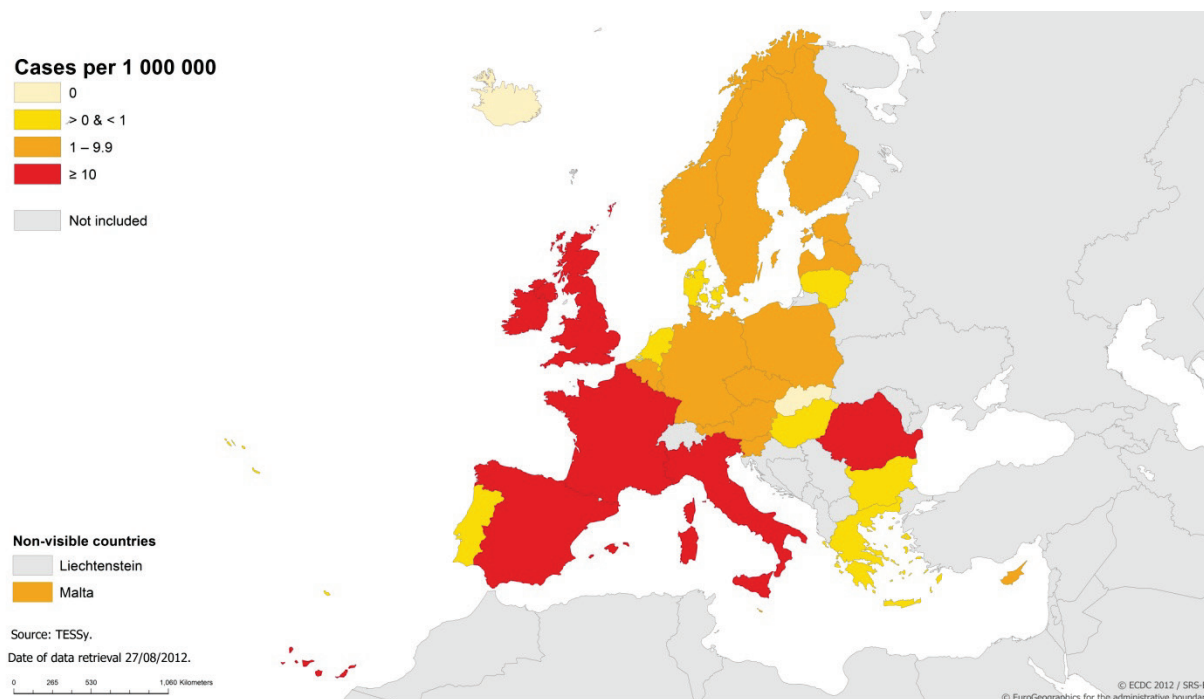 Cases per 1 000 000
0
> 0 & < 1
1 – 9.9
≥ 10
Not included
Non-visible countries
Liechtenstein
Malta
Source: TESSy.
Date of data retrieval 27/08/2012.
0 265 530 1,060 Kilometers
© ECDC 2012 / SRS-
© EuroGeographics for the administrative